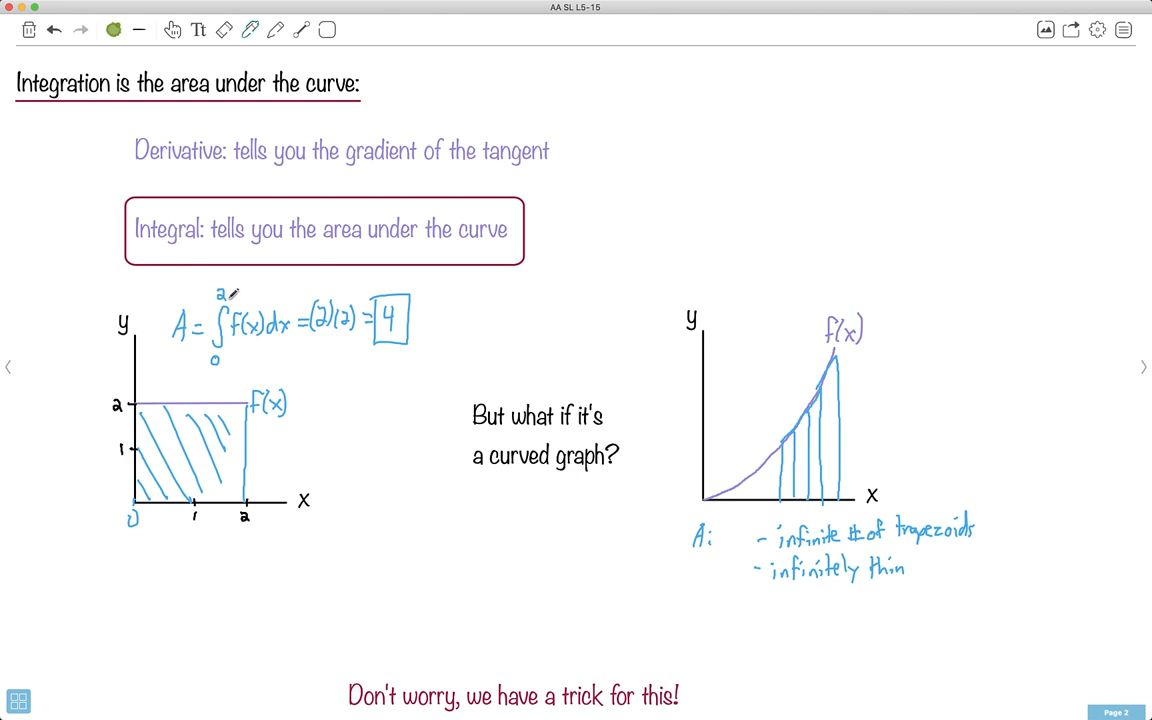 AA SL L5-15
Tt
Integration is the area under the curve:
Derivative: tells you the gradient of the tangent
Integral: tells you the area under the curve
A = ∫₀² f(x)dx = (2)(2) = 4
y
2
1
0
1
2
x
f(x)
But what if it's
a curved graph?
y
f(x)
x
A: - infinite # of trapezoids
- infinitely thin
Don't worry, we have a trick for this!
Page 2